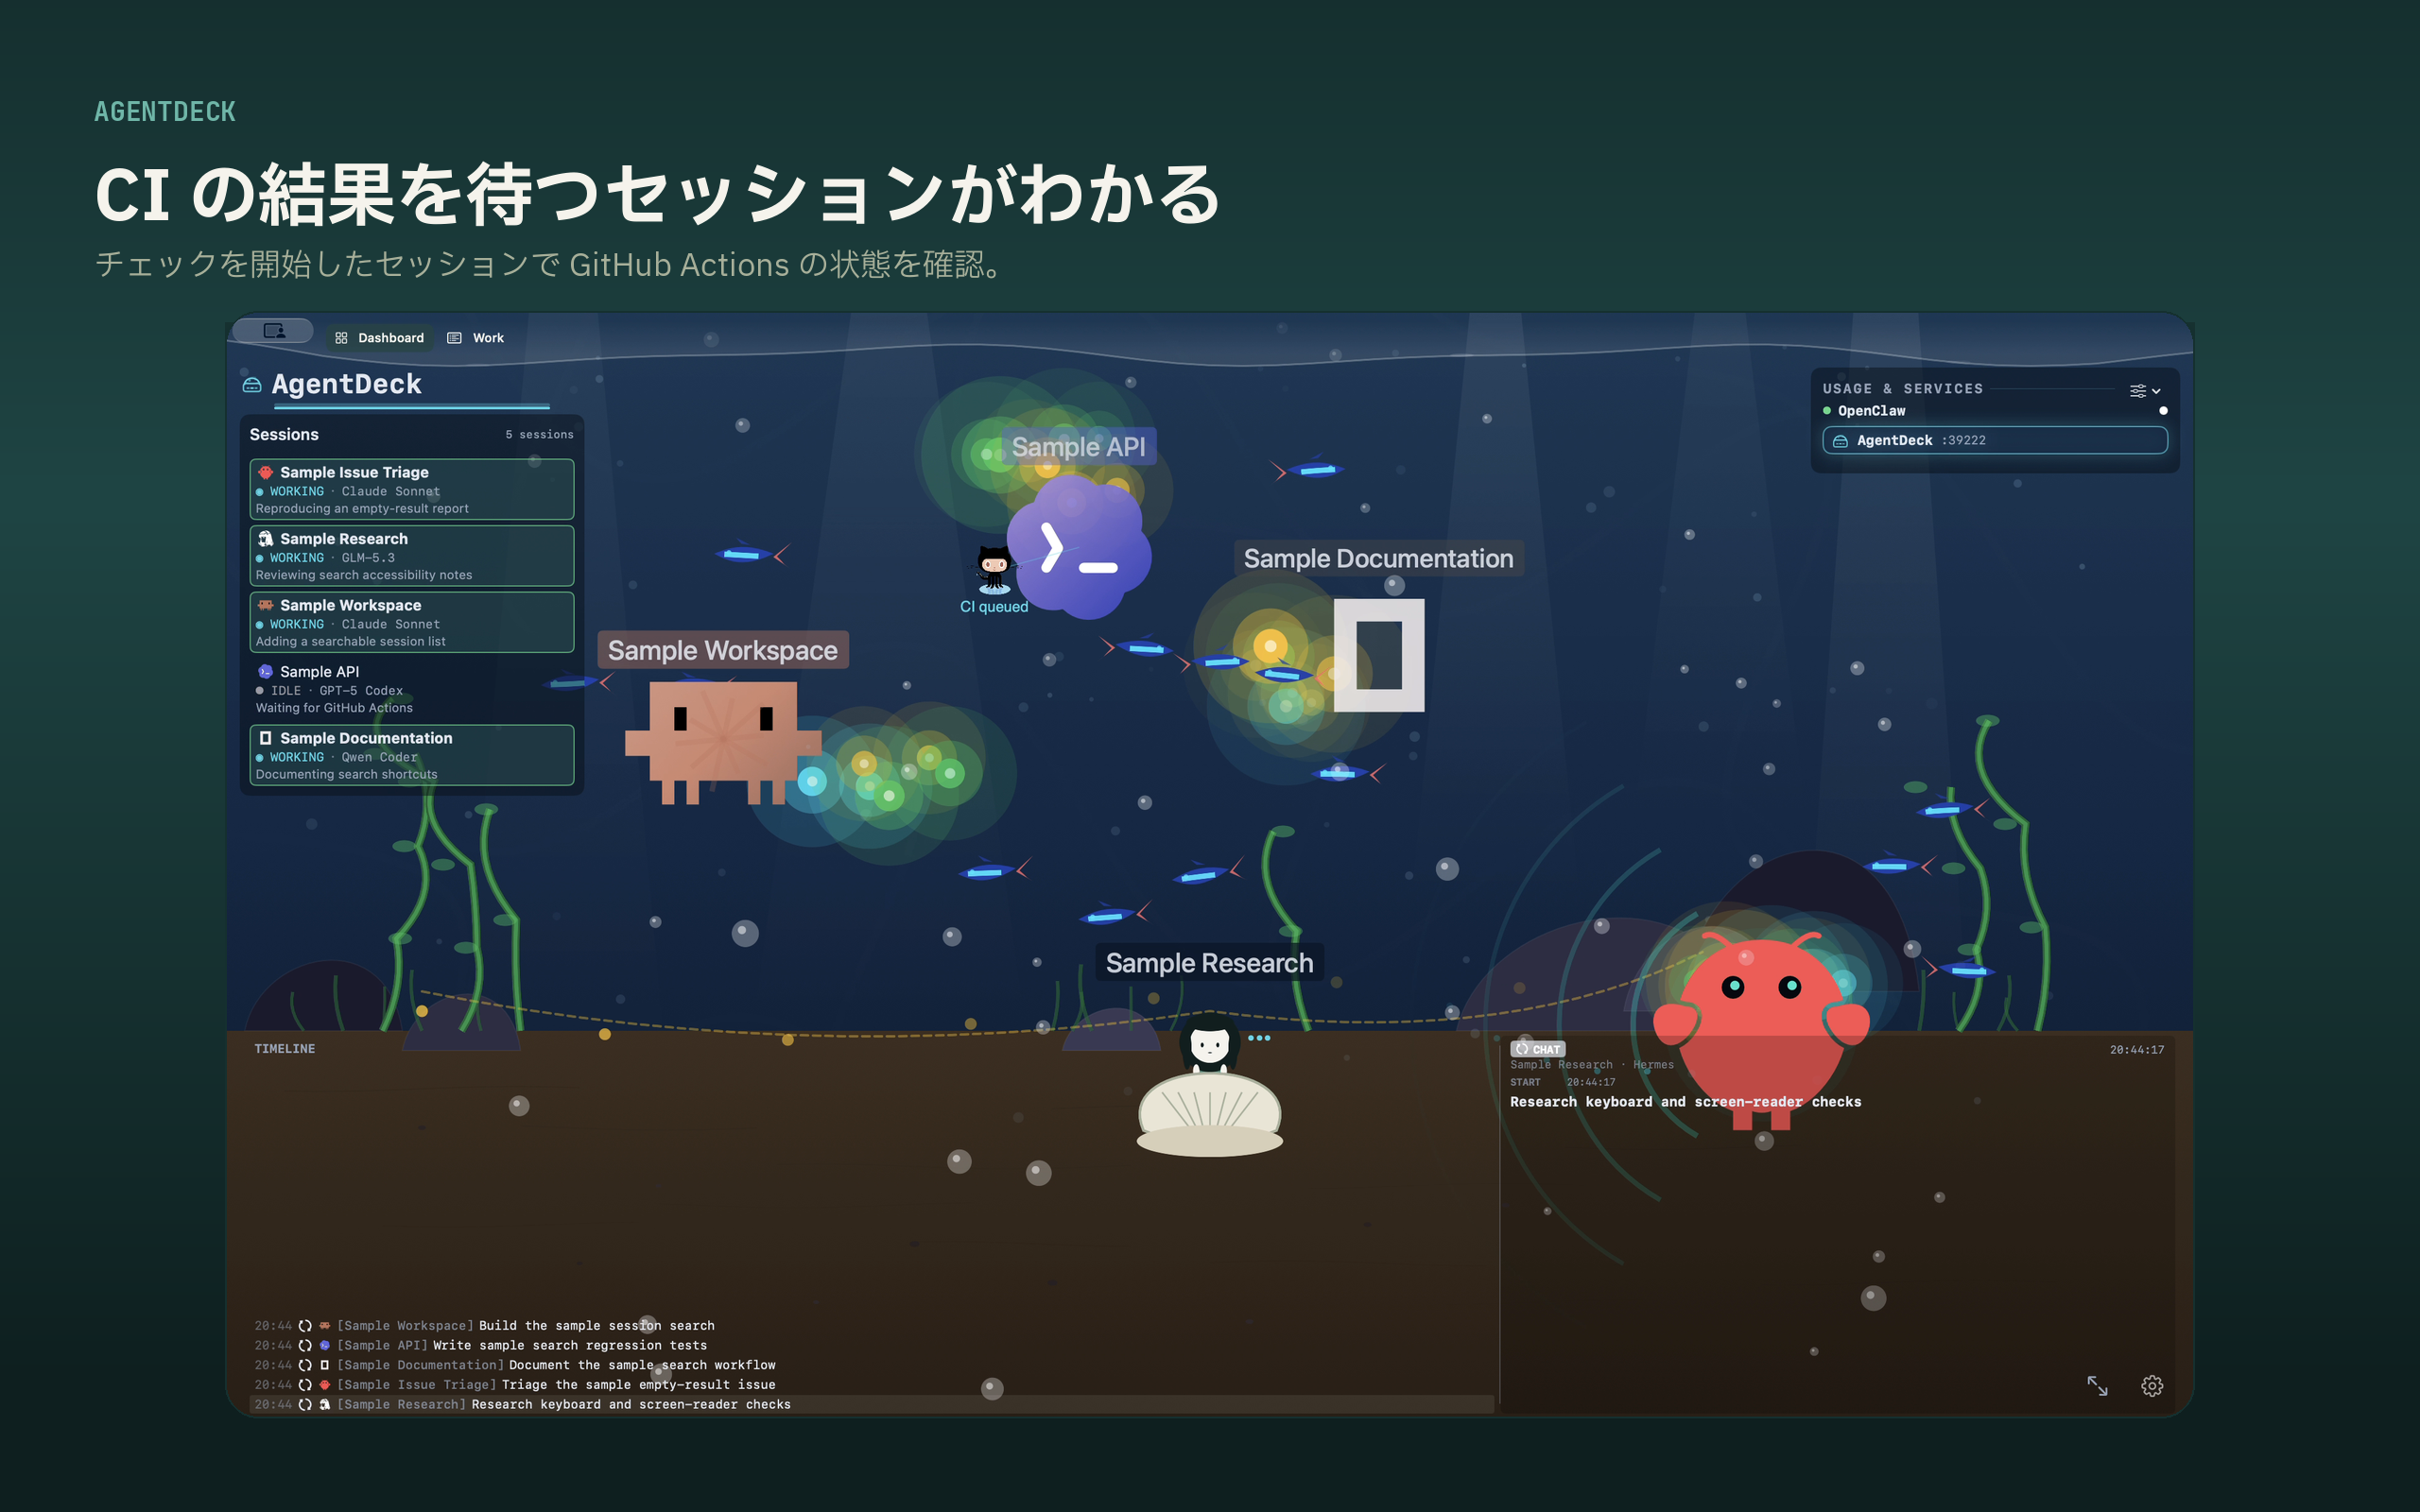 AGENTDECK
CI の結果を待つセッションがわかる
チェックを開始したセッションで GitHub Actions の状態を確認。
Dashboard
Work
AgentDeck
Sessions
5 sessions
Sample Issue Triage
WORKING · Claude Sonnet
Reproducing an empty-result report
Sample Research
WORKING · GLM-5.3
Reviewing search accessibility notes
Sample Workspace
WORKING · Claude Sonnet
Adding a searchable session list
Sample API
IDLE · GPT-5 Codex
Waiting for GitHub Actions
Sample Documentation
WORKING · Qwen Coder
Documenting search shortcuts
USAGE & SERVICES
OpenClaw
AgentDeck :39222
Sample API
CI queued
Sample Documentation
Sample Workspace
Sample Research
TIMELINE
20:44 [Sample Workspace] Build the sample session search
20:44 [Sample API] Write sample search regression tests
20:44 [Sample Documentation] Document the sample search workflow
20:44 [Sample Issue Triage] Triage the sample empty-result issue
20:44 [Sample Research] Research keyboard and screen-reader checks
CHAT
20:44:17
Sample Research · Hermes
START 20:44:17
Research keyboard and screen-reader checks